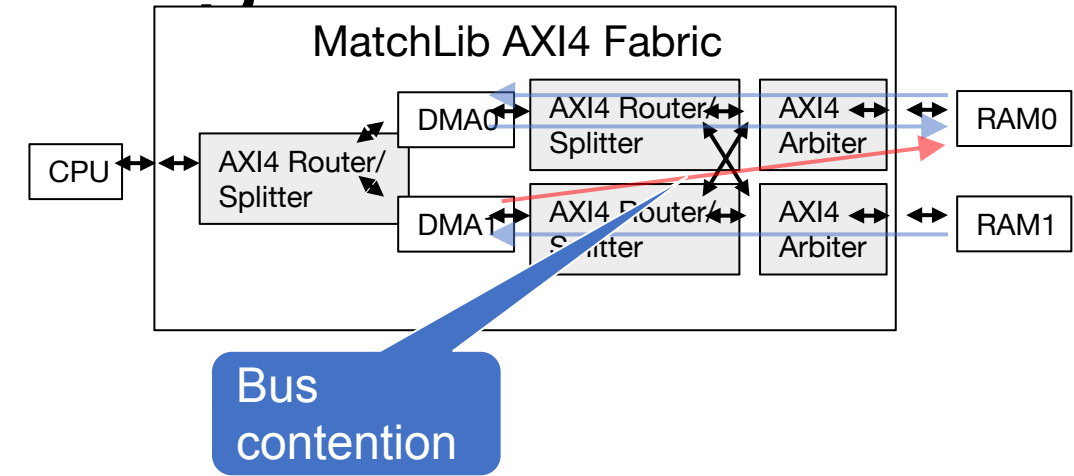 MatchLib AXI4 Fabric
CPU
AXI4 Router/
Splitter
DMA0
DMA1
AXI4 Router/
Splitter
AXI4
Arbiter
RAM0
AXI4 Router/
Splitter
AXI4
Arbiter
RAM1
Bus
contention